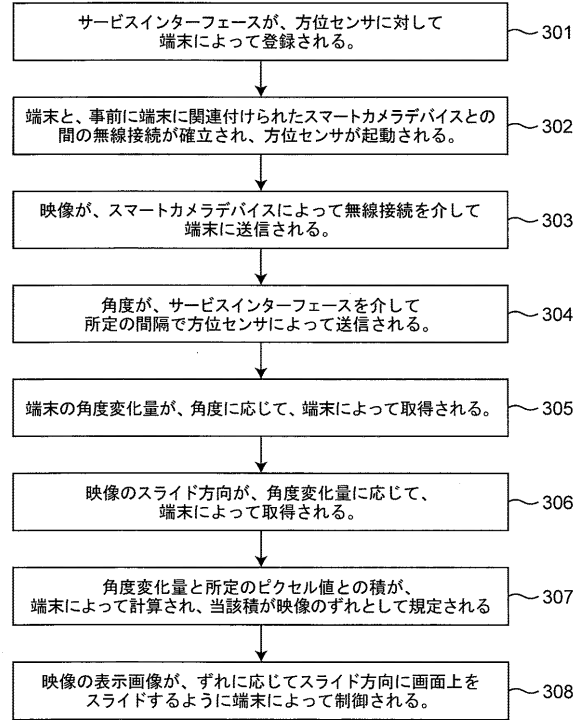 サービスインターフェースが、方位センサに対して
端末によって登録される。
301
端末と、事前に端末に関連付けられたスマートカメラデバイスとの
間の無線接続が確立され、方位センサが起動される。
302
映像が、スマートカメラデバイスによって無線接続を介して
端末に送信される。
303
角度が、サービスインターフェースを介して
所定の間隔で方位センサによって送信される。
304
端末の角度変化量が、角度に応じて、端末によって取得される。
305
映像のスライド方向が、角度変化量に応じて、
端末によって取得される。
306
角度変化量と所定のピクセル値との積が、
端末によって計算され、当該積が映像のずれとして規定される
307
映像の表示画像が、ずれに応じてスライド方向に画面上を
スライドするように端末によって制御される。
308